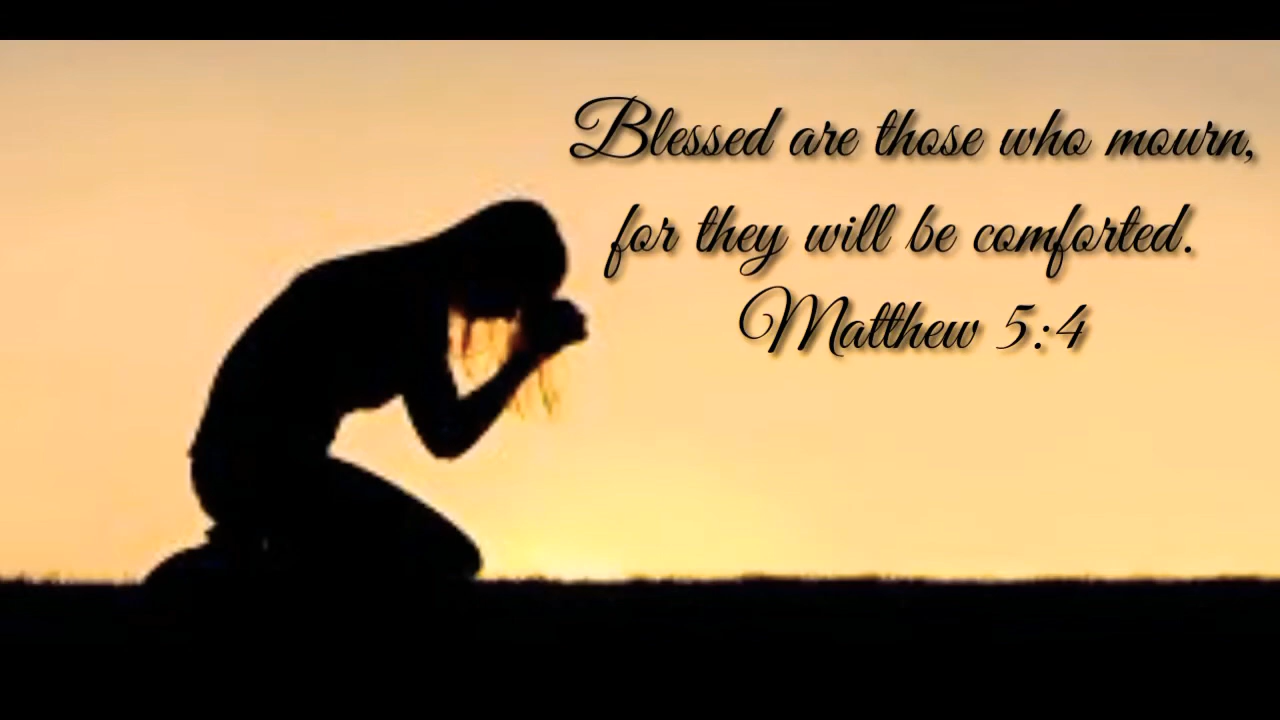 Blessed are those who mourn,
for they will be comforted.
Matthew 5:4